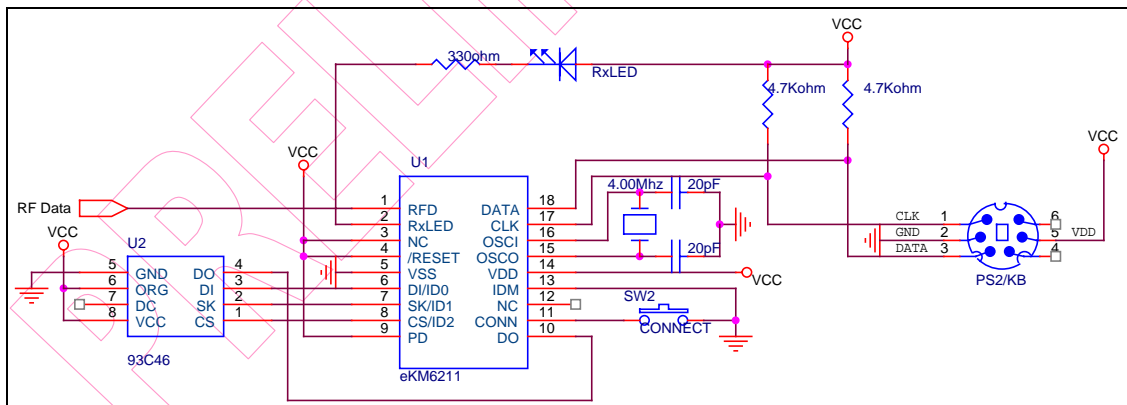 VCC
330ohm
RxLED
4.7Kohm
4.7Kohm
VCC
VCC
U1
4.00Mhz
20pF
RF Data
1
RFD
DATA
18
2
RxLED
CLK
17
3
NC
OSCI
16
4
/RESET
OSCO
15
5
VSS
VDD
14
6
DI/ID0
IDM
13
7
SK/ID1
NC
12
8
CS/ID2
CONN
11
9
PD
DO
10
eKM6211
20pF
VCC
SW2
CONNECT
VCC
U2
5
GND
DO
4
6
ORG
DI
3
7
DC
SK
2
8
VCC
CS
1
93C46
CLK
1
6
GND
2
5
VDD
DATA
3
4
PS2/KB
PREL